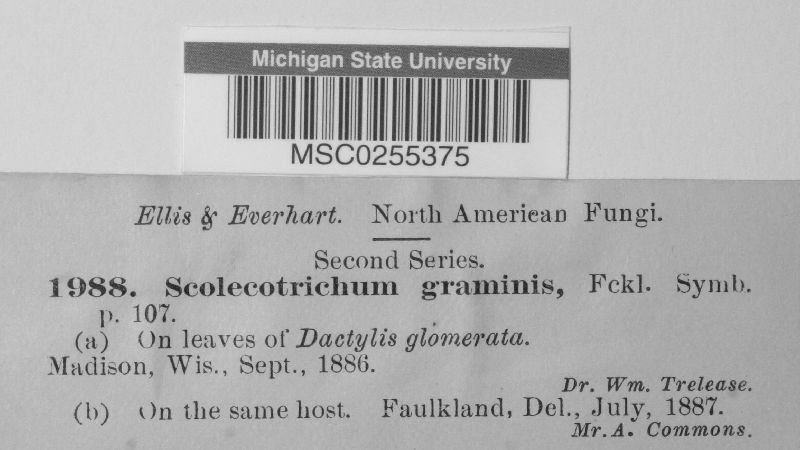 Michigan State University
MSC0255375
Ellis & Everhart. North American Fungi.
Second Series.
1988. Scolecotrichum graminis, Fckl. Symb.
p. 107.
(a) On leaves of Dactylis glomerata.
Madison, Wis., Sept., 1886.
Dr. Wm. Trelease.
(b) On the same host. Faulkland, Del., July, 1887.
Mr. A. Commons.